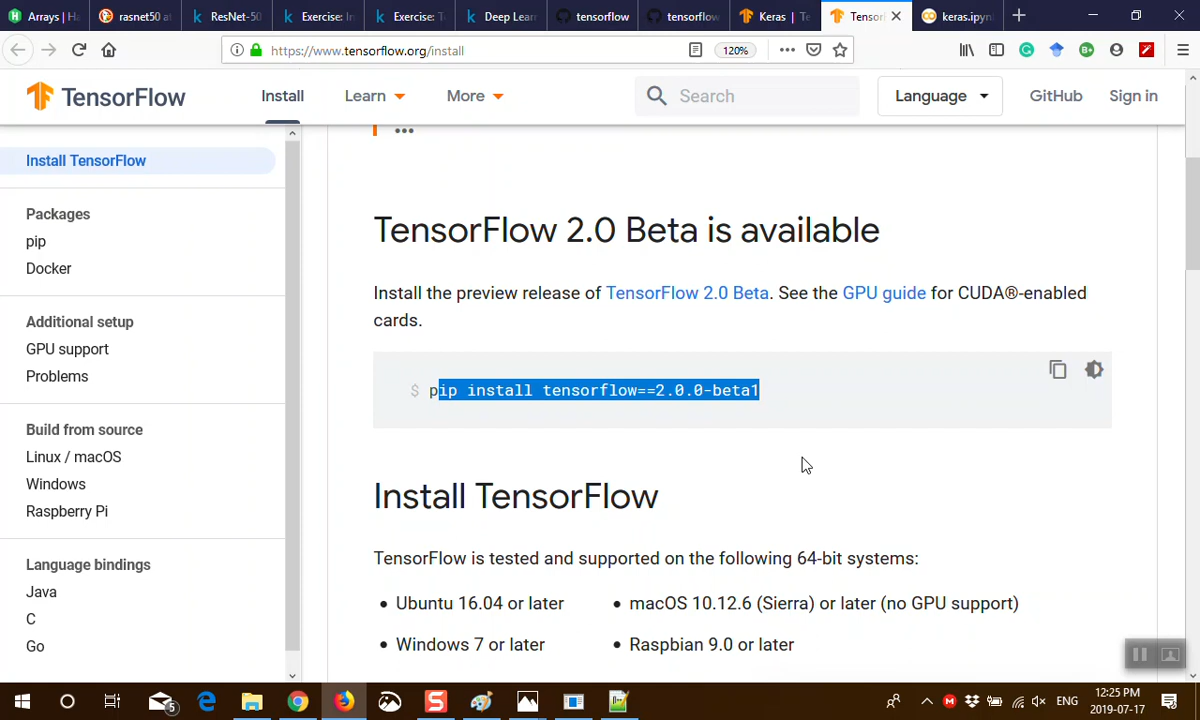 Arrays | Ha
rasnet50 at
ResNet-50
Exercise: In
Exercise: T
Deep Learn
tensorflow
tensorflow
Keras | Te
Tensor
keras.ipyn
https://www.tensorflow.org/install
120%
TensorFlow
Install
Learn
More
Search
Language
GitHub
Sign in
Install TensorFlow
Packages
pip
Docker
Additional setup
GPU support
Problems
Build from source
Linux / macOS
Windows
Raspberry Pi
Language bindings
Java
C
Go
TensorFlow 2.0 Beta is available
Install the preview release of TensorFlow 2.0 Beta. See the GPU guide for CUDA®-enabled
cards.
$ pip install tensorflow==2.0.0-beta1
Install TensorFlow
TensorFlow is tested and supported on the following 64-bit systems:
• Ubuntu 16.04 or later
• macOS 10.12.6 (Sierra) or later (no GPU support)
• Windows 7 or later
• Raspbian 9.0 or later
5
ENG
12:25 PM
2019-07-17